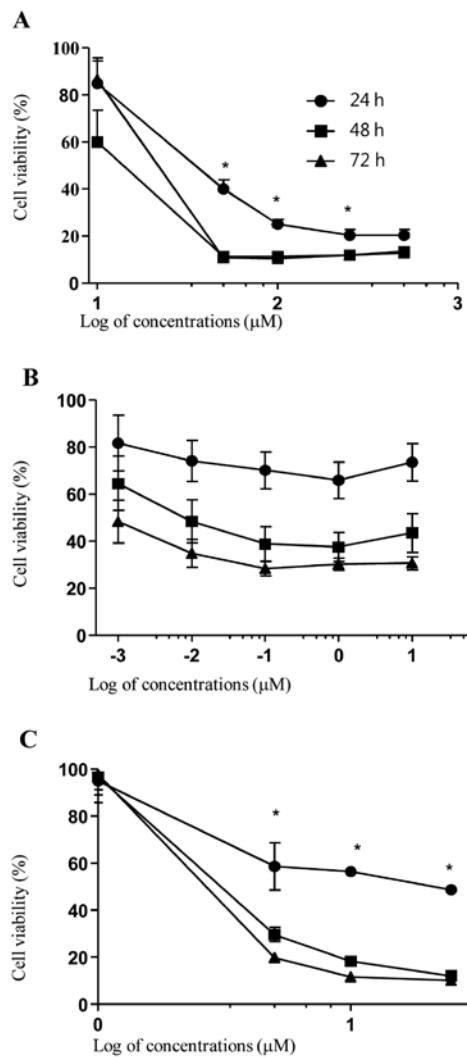 A
100
80
60
40
20
0
Cell viability (%)
24 h
48 h
72 h
*
*
*
1
2
3
Log of concentrations (µM)
B
100
80
60
40
20
0
Cell viability (%)
-3
-2
-1
0
1
Log of concentrations (µM)
C
100
80
60
40
20
0
Cell viability (%)
*
*
*
0
1
Log of concentrations (µM)